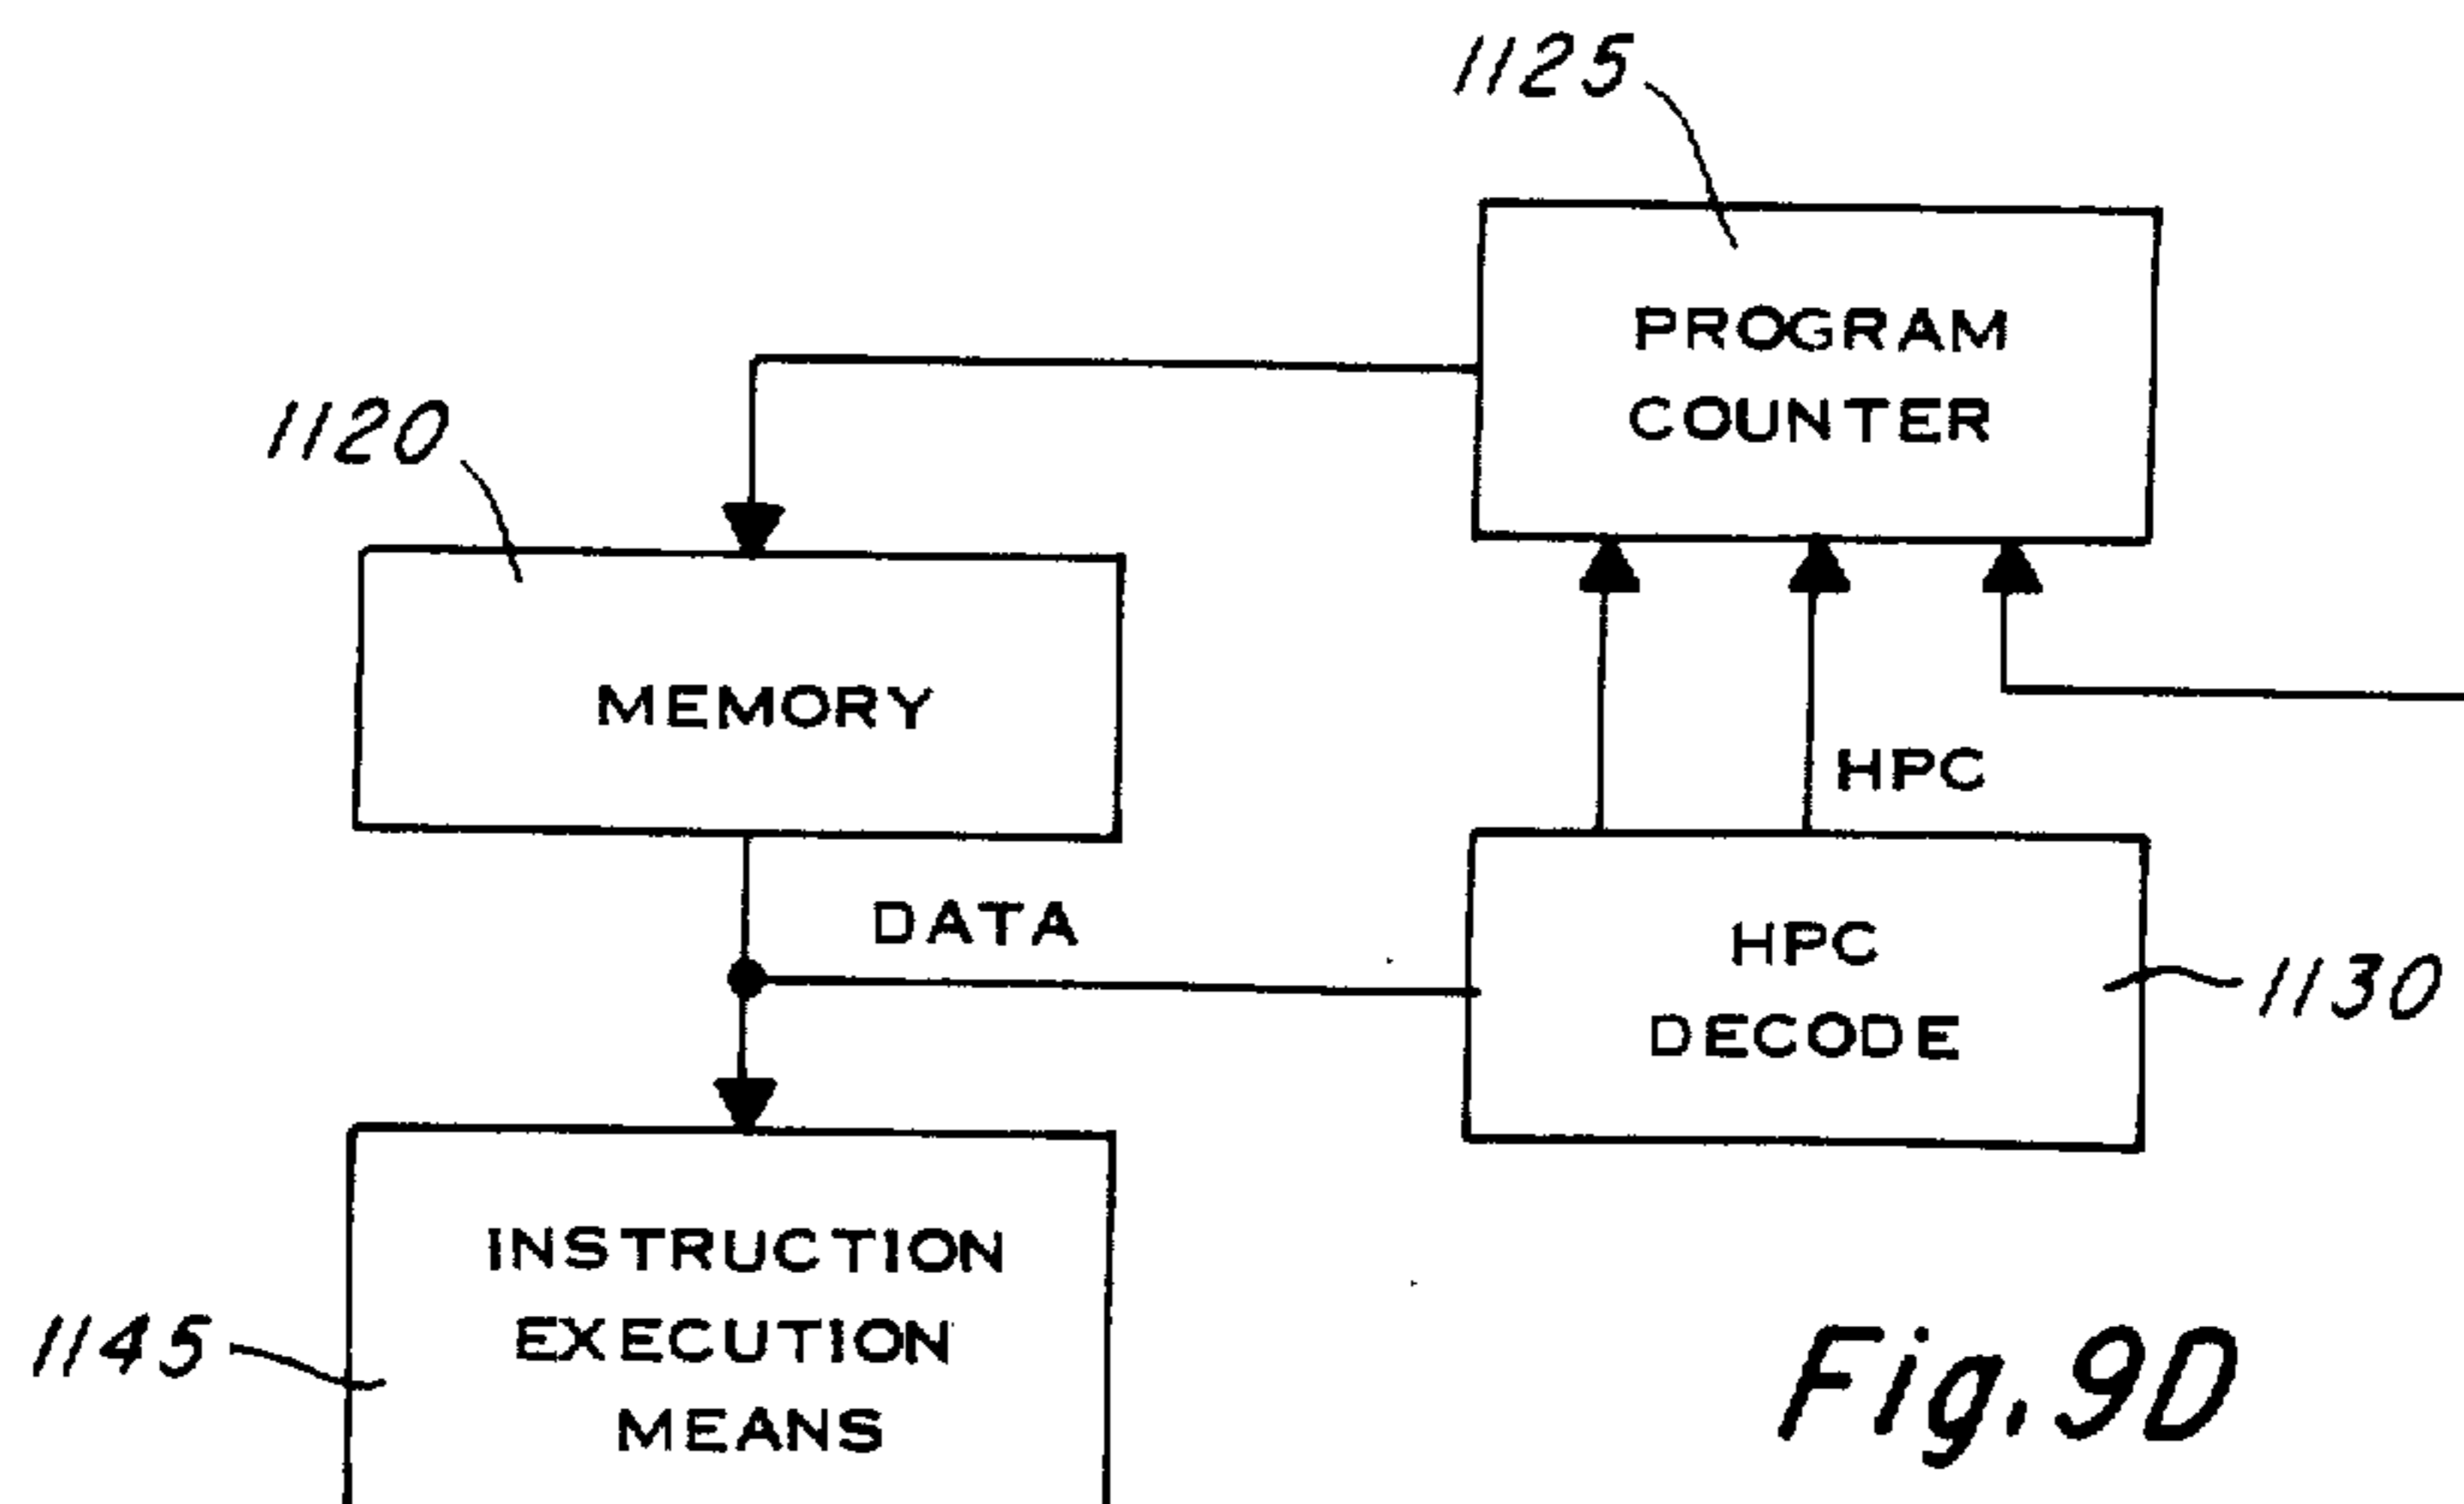 1125
PROGRAM
COUNTER
1120
MEMORY
HPC
DATA
HPC
DECODE
1130
INSTRUCTION
EXECUTION
MEANS
1145
Fig. 9D